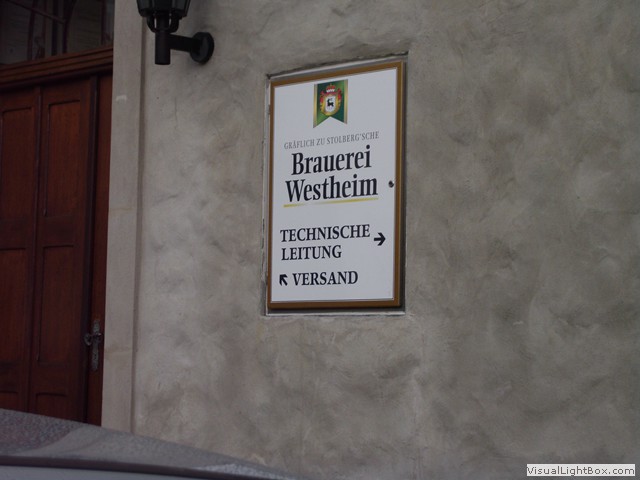 GRÄFLICH ZU STOLBERG'SCHE
Brauerei
Westheim
TECHNISCHE
LEITUNG
VERSAND
VisualLightBox.com